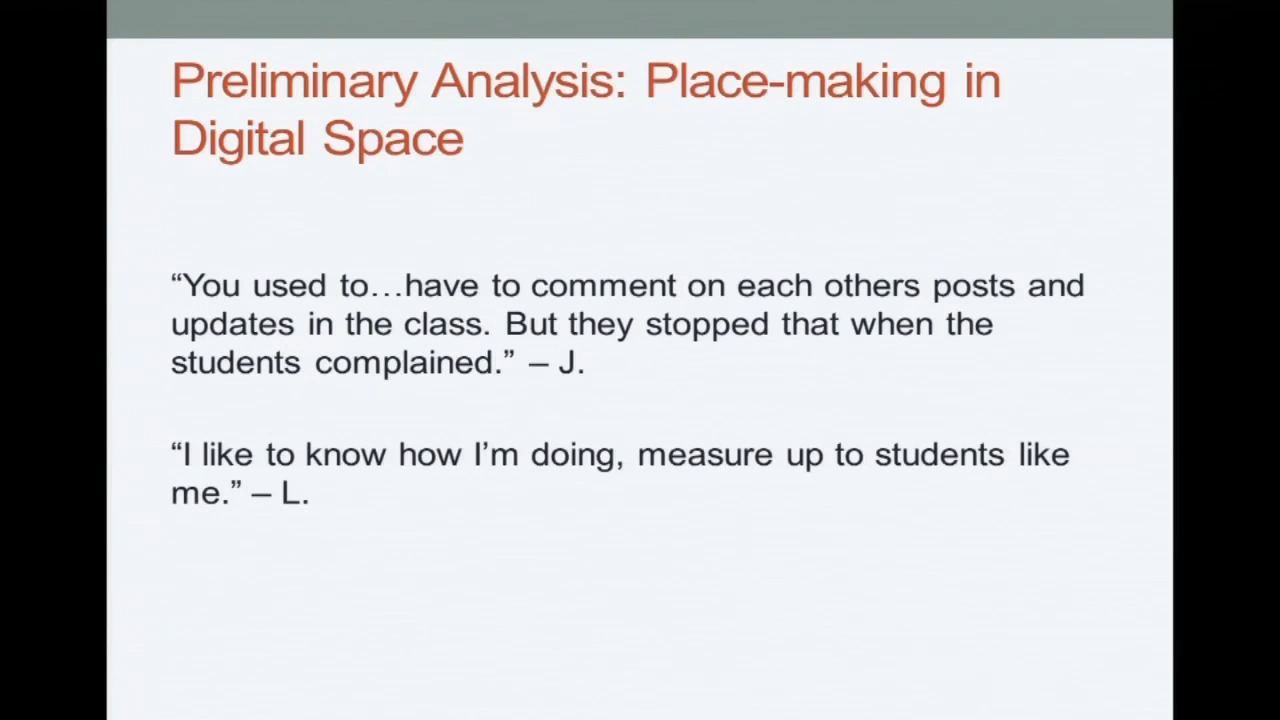 Preliminary Analysis: Place-making in
Digital Space
“You used to…have to comment on each others posts and
updates in the class. But they stopped that when the
students complained.” – J.
“I like to know how I’m doing, measure up to students like
me.” – L.